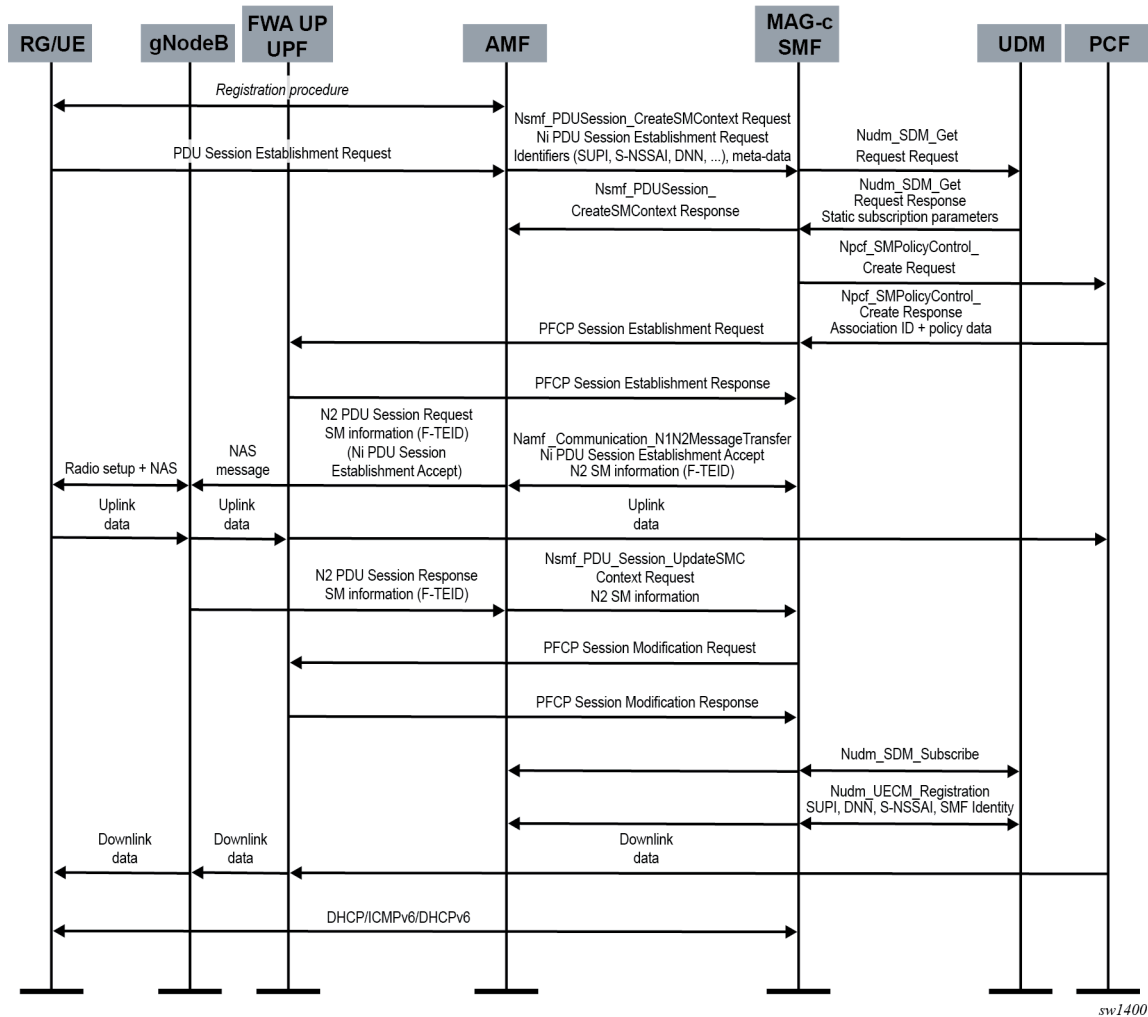 RG/UE
gNodeB
FWA UP
UPF
AMF
MAG-c
SMF
UDM
PCF
Registration procedure
Nsmf_PDUSession_CreateSMContext Request
Ni PDU Session Establishment Request
Identifiers (SUPI, S-NSSAI, DNN, ...), meta-data
PDU Session Establishment Request
Nudm_SDM_Get
Request Request
Nsmf_PDUSession_
CreateSMContext Response
Nudm_SDM_Get
Request Response
Static subscription parameters
Npcf_SMPolicyControl_
Create Request
Npcf_SMPolicyControl_
Create Response
Association ID + policy data
PFCP Session Establishment Request
PFCP Session Establishment Response
Radio setup + NAS
NAS
message
N2 PDU Session Request
SM information (F-TEID)
(Ni PDU Session
Establishment Accept)
Namf_Communication_N1N2MessageTransfer
Ni PDU Session Establishment Accept
N2 SM information (F-TEID)
Uplink
data
Uplink
data
Uplink
data
N2 PDU Session Response
SM information (F-TEID)
Nsmf_PDU_Session_UpdateSMC
Context Request
N2 SM information
PFCP Session Modification Request
PFCP Session Modification Response
Nudm_SDM_Subscribe
Nudm_UECM_Registration
SUPI, DNN, S-NSSAI, SMF Identity
Downlink
data
Downlink
data
Downlink
data
DHCP/ICMPv6/DHCPv6
sw1400